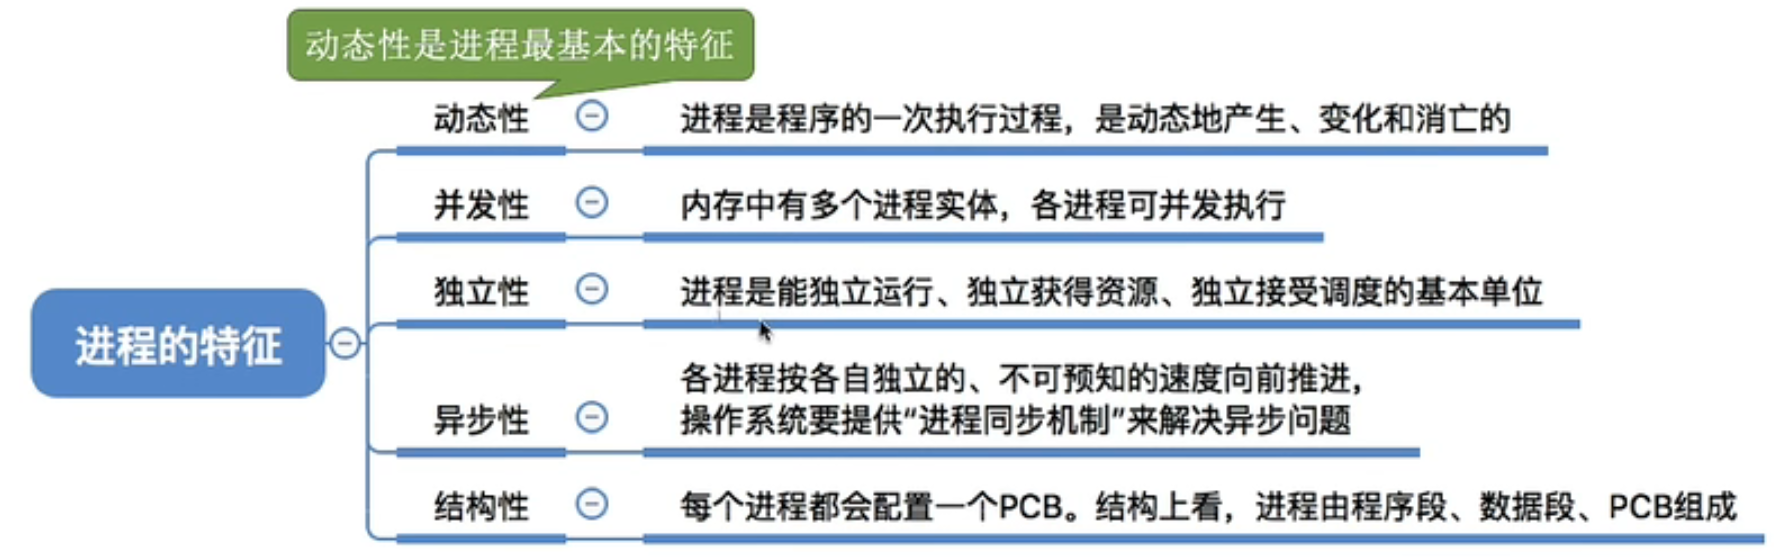 动态性是进程最基本的特征
动态性
进程是程序的一次执行过程，是动态地产生、变化和消亡的
并发性
内存中有多个进程实体，各进程可并发执行
独立性
进程是能独立运行、独立获得资源、独立接受调度的基本单位
进程的特征
异步性
各进程按各自独立的、不可预知的速度向前推进，
操作系统要提供"进程同步机制"来解决异步问题
结构性
每个进程都会配置一个PCB。结构上看，进程由程序段、数据段、PCB组成